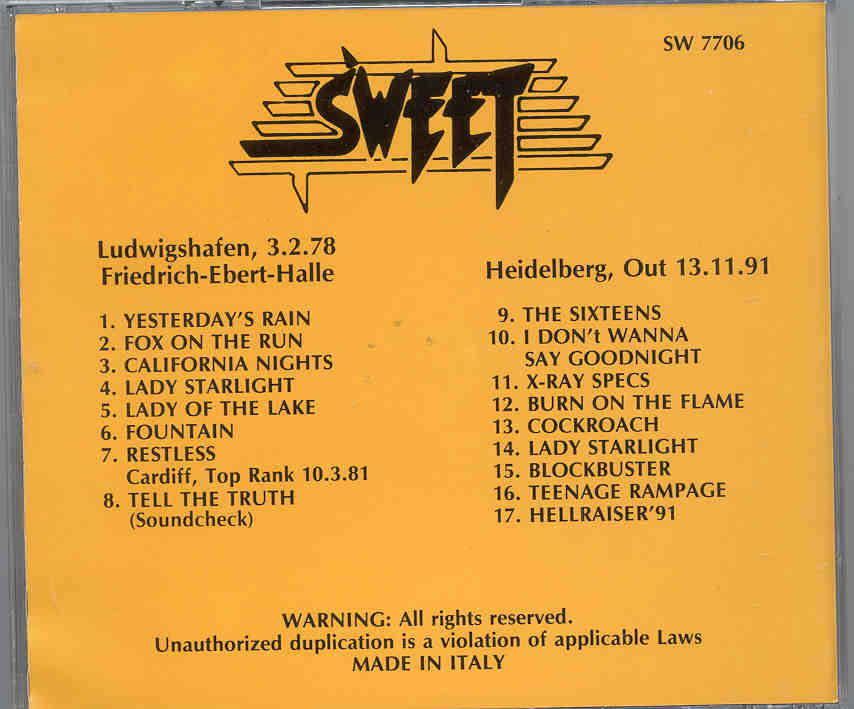 SW 7706
SWEET
Ludwigshafen, 3.2.78
Friedrich-Ebert-Halle
1. YESTERDAY'S RAIN
2. FOX ON THE RUN
3. CALIFORNIA NIGHTS
4. LADY STARLIGHT
5. LADY OF THE LAKE
6. FOUNTAIN
7. RESTLESS
Cardiff, Top Rank 10.3.81
8. TELL THE TRUTH
(Soundcheck)
Heidelberg, Out 13.11.91
9. THE SIXTEENS
10. I DON't WANNA
SAY GOODNIGHT
11. X-RAY SPECS
12. BURN ON THE FLAME
13. COCKROACH
14. LADY STARLIGHT
15. BLOCKBUSTER
16. TEENAGE RAMPAGE
17. HELLRAISER'91
WARNING: All rights reserved.
Unauthorized duplication is a violation of applicable Laws
MADE IN ITALY